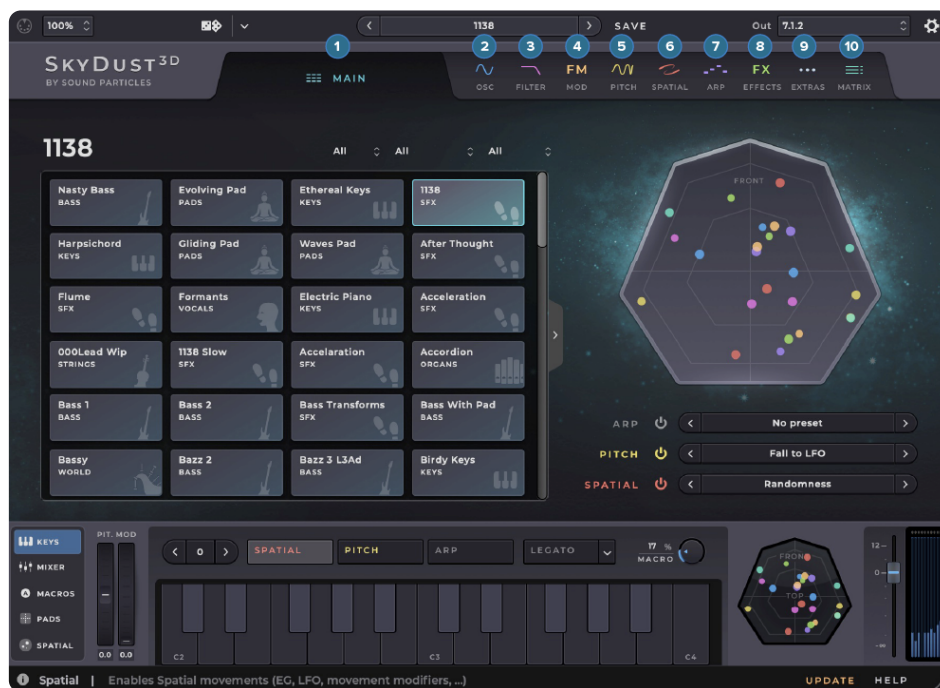 100%
1138
SAVE
Out 7.1.2
1 2 3 4 5 6 7 8 9 10
SKYDUST3D
BY SOUND PARTICLES
MAIN
FM FX
OSC FILTER MOD PITCH SPATIAL ARP EFFECTS EXTRAS MATRIX
1138
All All All
Nasty Bass Evolving Pad Ethereal Keys 1138
BASS PADS KEYS SFX
Harpsichord Gliding Pad Waves Pad After Thought
KEYS PADS PADS SFX
Flume Formants Electric Piano Acceleration
SFX VOCALS KEYS SFX
000Lead Wip 1138 Slow Accelaration Accordion
STRINGS SFX SFX ORGANS
Bass 1 Bass 2 Bass Transforms Bass With Pad
BASS BASS SFX BASS
Bassy Bazz 2 Bazz 3 L3Ad Birdy Keys
WORLD BASS BASS KEYS
FRONT
ARP No preset
PITCH Fall to LFO
SPATIAL Randomness
KEYS
MIXER
MACROS
PADS
SPATIAL
PIT. MOD
0.0 0.0
0
SPATIAL PITCH ARP LEGATO
17 %
MACRO
C2 C3 C4
FRONT
TOP
12
0
-∞
Spatial | Enables Spatial movements (EG, LFO, movement modifiers, ...)
UPDATE HELP